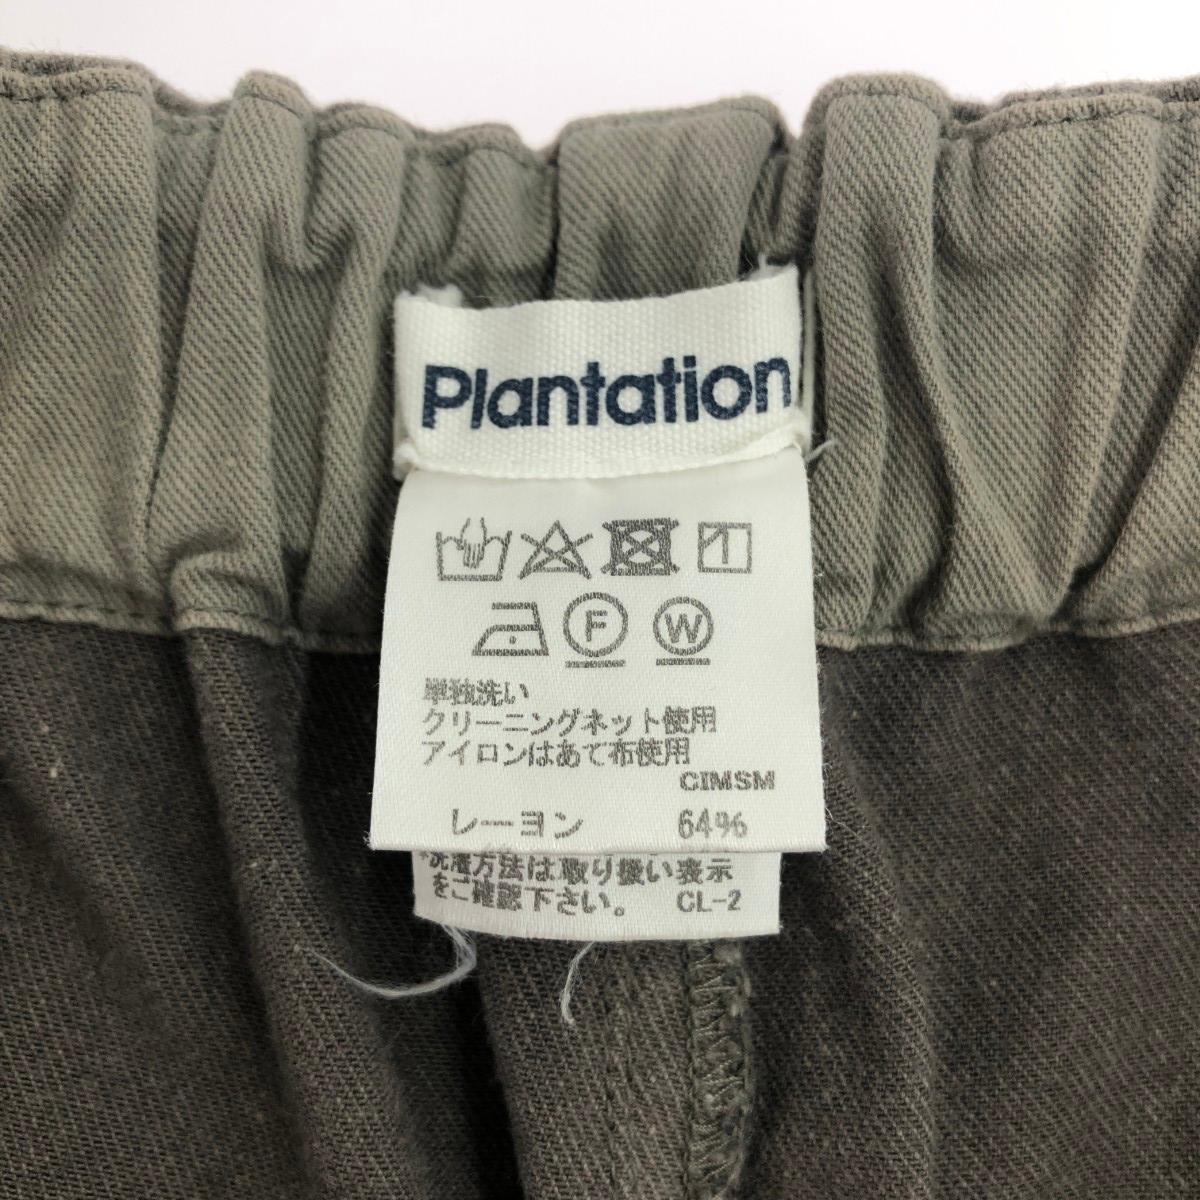 Plantation
F W
単独洗い
クリーニングネット使用
アイロンはあて布使用
CIMSM
レーヨン 64%
洗濯方法は取り扱い表示
をご確認下さい。 CL-2